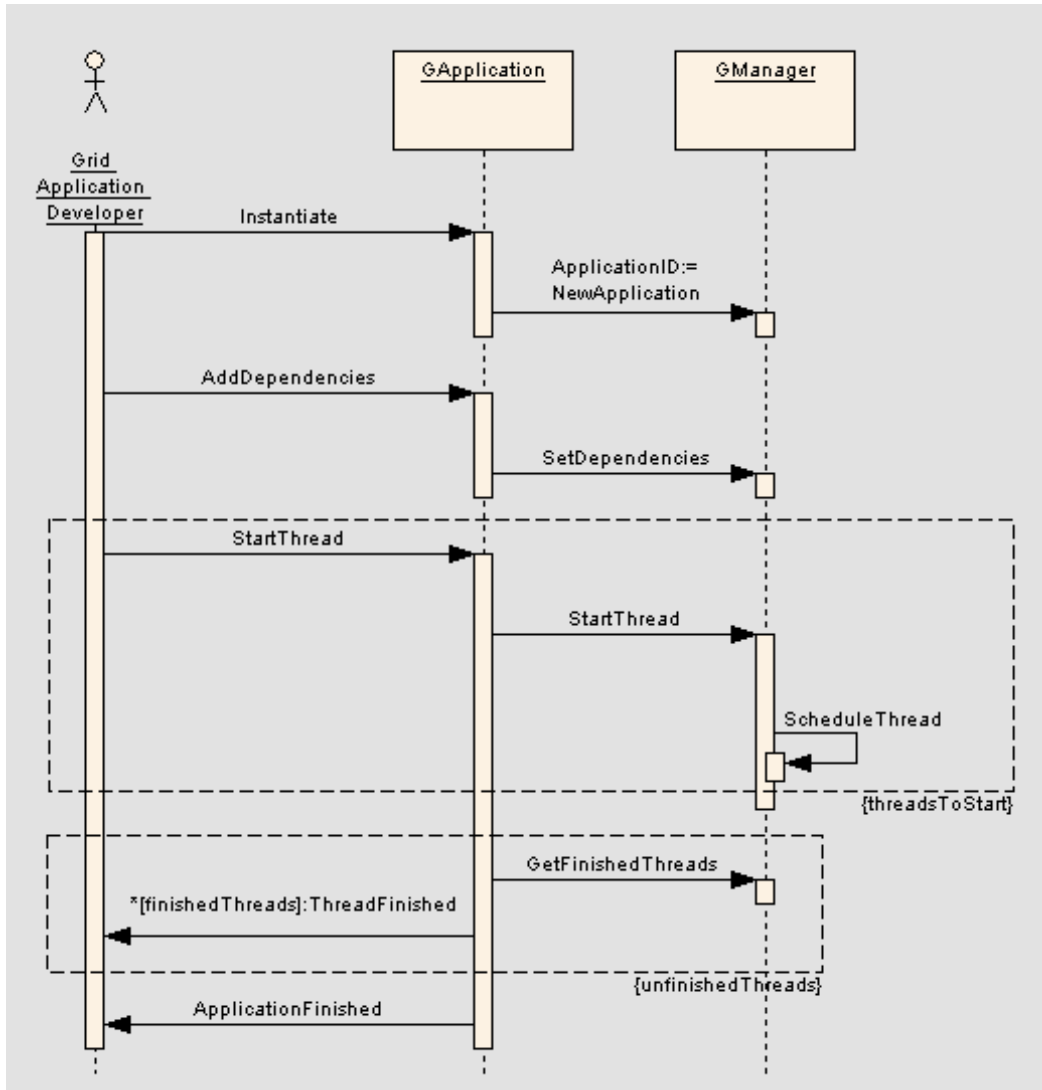 GApplication
GManager
Grid
Application
Developer
Instantiate
ApplicationID:=
NewApplication
AddDependencies
SetDependencies
StartThread
StartThread
ScheduleThread
{threadsToStart}
GetFinishedThreads
*[finishedThreads]:ThreadFinished
{unfinishedThreads}
ApplicationFinished